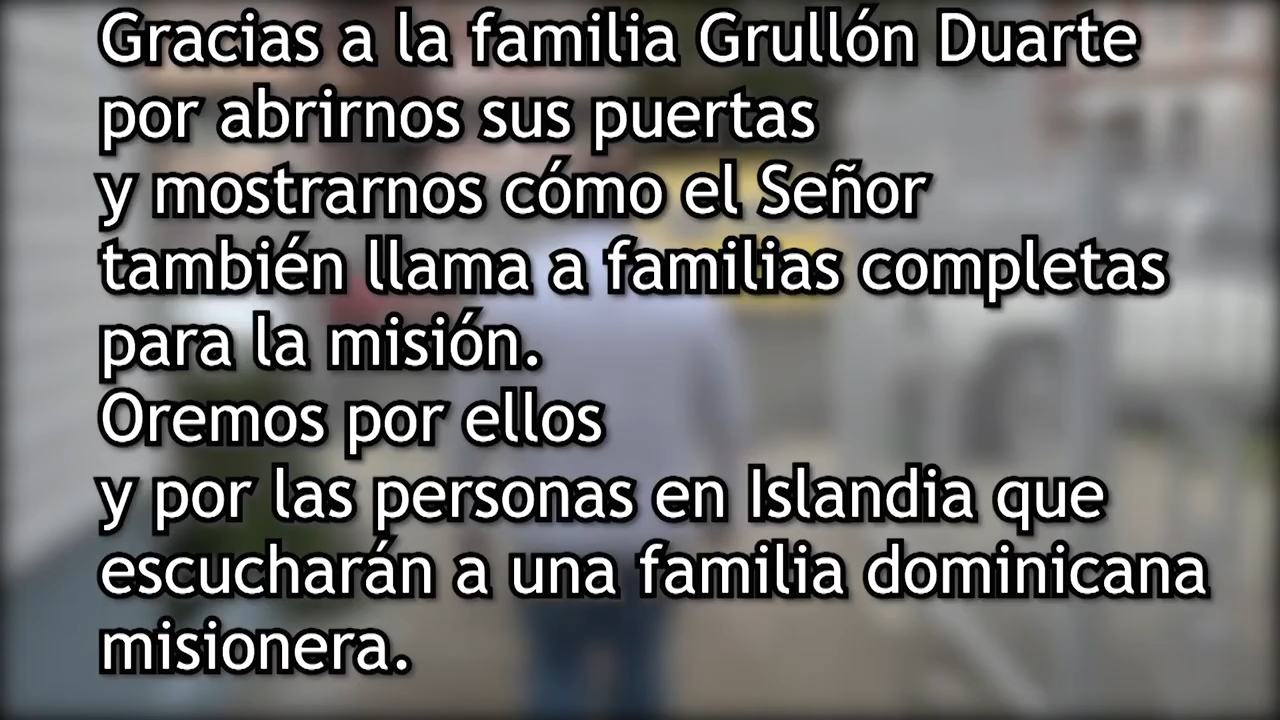 Gracias a la familia Grullón Duarte
por abrirnos sus puertas
y mostrarnos cómo el Señor
también llama a familias completas
para la misión.
Oremos por ellos
y por las personas en Islandia que
escucharán a una familia dominicana
misionera.